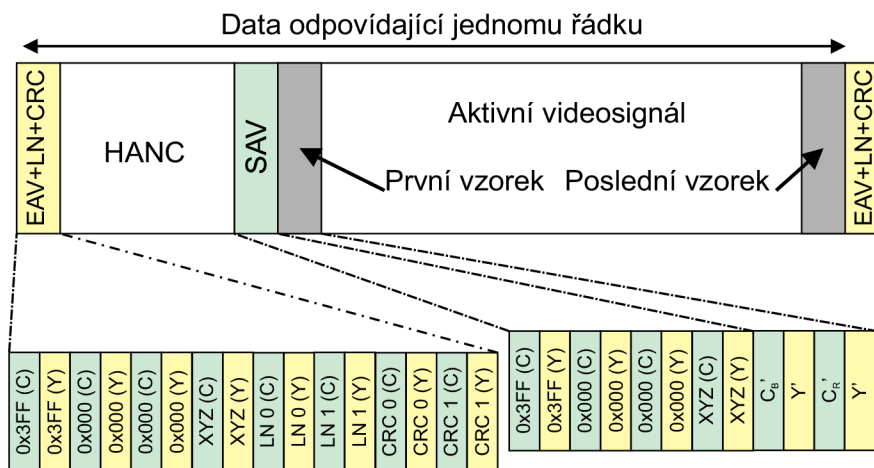 Data odpovídající jednomu řádku
EAV+LN+CRC
HANC
SAV
Aktivní videosignál
První vzorek
Poslední vzorek
EAV+LN+CRC
0x3FF (C)
0x3FF (Y)
0x000 (C)
0x000 (Y)
0x000 (C)
0x000 (Y)
XYZ (C)
XYZ (Y)
LN 0 (C)
LN 0 (Y)
LN 1 (C)
LN 1 (Y)
CRC 0 (C)
CRC 0 (Y)
CRC 1 (C)
CRC 1 (Y)
0x3FF (C)
0x3FF (Y)
0x000 (C)
0x000 (Y)
0x000 (C)
0x000 (Y)
XYZ (C)
XYZ (Y)
C_B'
Y'
C_R'
Y'